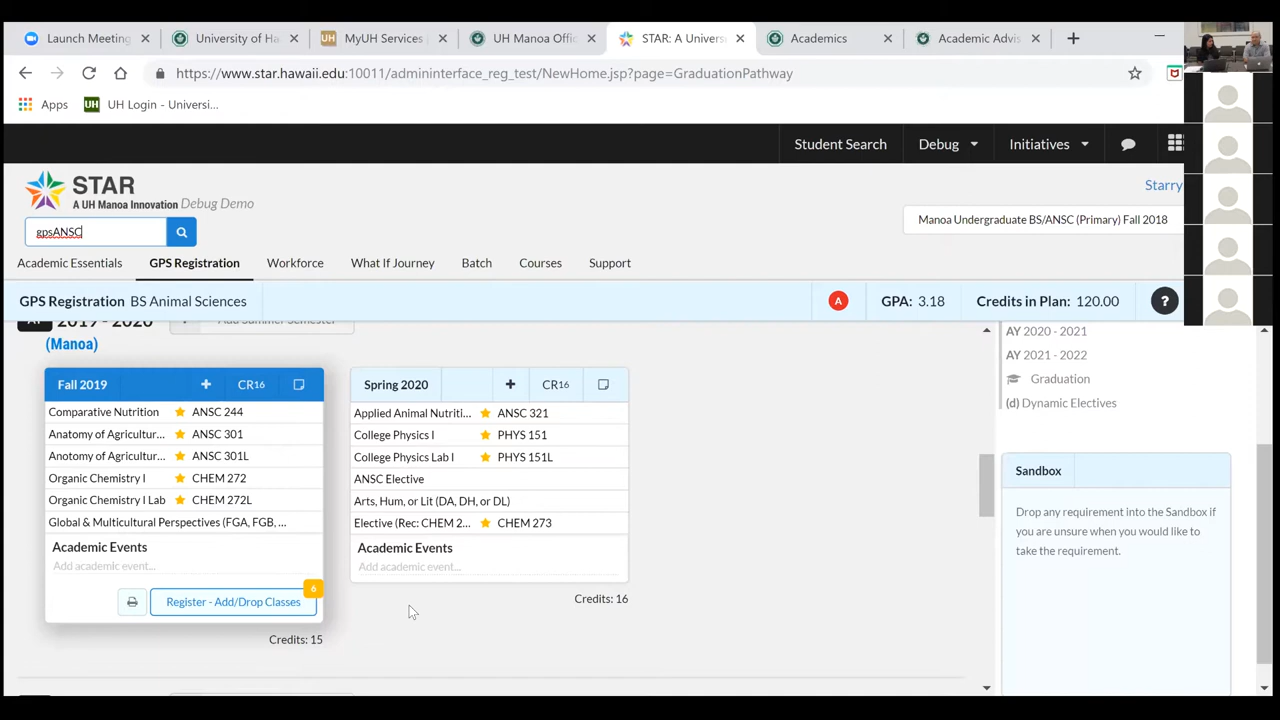 Launch Meeting
University of Ha
MyUH Services
UH Manoa Offic
STAR: A Univers
Academics
Academic Advis
https://www.star.hawaii.edu:10011/admininterface_reg_test/NewHome.jsp?page=GraduationPathway
Apps
UH Login - Universi...
Student Search
Debug
Initiatives
STAR
A UH Manoa Innovation Debug Demo
Starry
gpsANSC
Manoa Undergraduate BS/ANSC (Primary) Fall 2018
Academic Essentials
GPS Registration
Workforce
What If Journey
Batch
Courses
Support
GPS Registration BS Animal Sciences
A
GPA: 3.18
Credits in Plan: 120.00
?
AY 2019 - 2020
+ Add Summer Semester
(Manoa)
Fall 2019 + CR16
Comparative Nutrition ANSC 244
Anatomy of Agricultur... ANSC 301
Anotomy of Agricultur... ANSC 301L
Organic Chemistry I CHEM 272
Organic Chemistry I Lab CHEM 272L
Global & Multicultural Perspectives (FGA, FGB, ...
Academic Events
Add academic event...
6
Register - Add/Drop Classes
Credits: 15
Spring 2020 + CR16
Applied Animal Nutriti... ANSC 321
College Physics I PHYS 151
College Physics Lab I PHYS 151L
ANSC Elective
Arts, Hum, or Lit (DA, DH, or DL)
Elective (Rec: CHEM 2... CHEM 273
Academic Events
Add academic event...
Credits: 16
AY 2020 - 2021
AY 2021 - 2022
Graduation
(d) Dynamic Electives
Sandbox
Drop any requirement into the Sandbox if
you are unsure when you would like to
take the requirement.